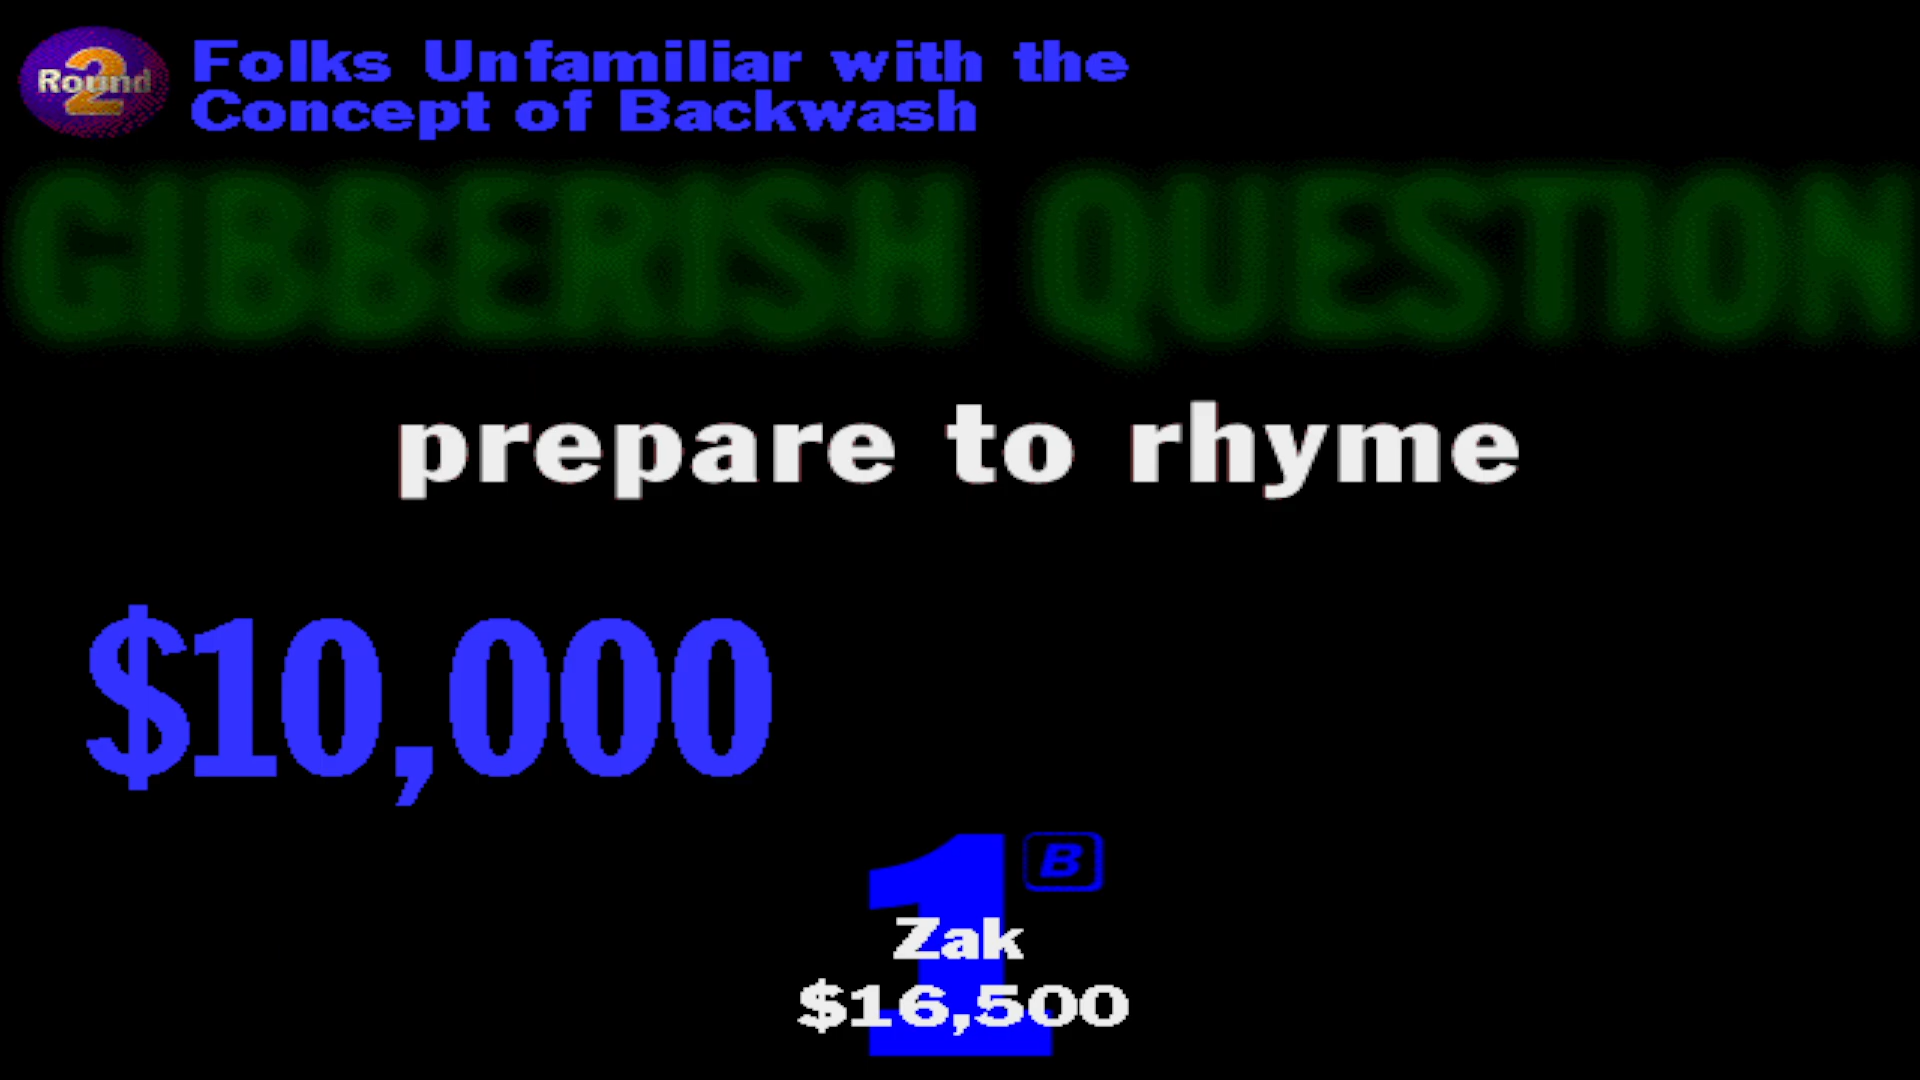 Round 2
Folks Unfamiliar with the
Concept of Backwash
GIBBERISH QUESTION
prepare to rhyme
$10,000
1 B
Zak
$16,500